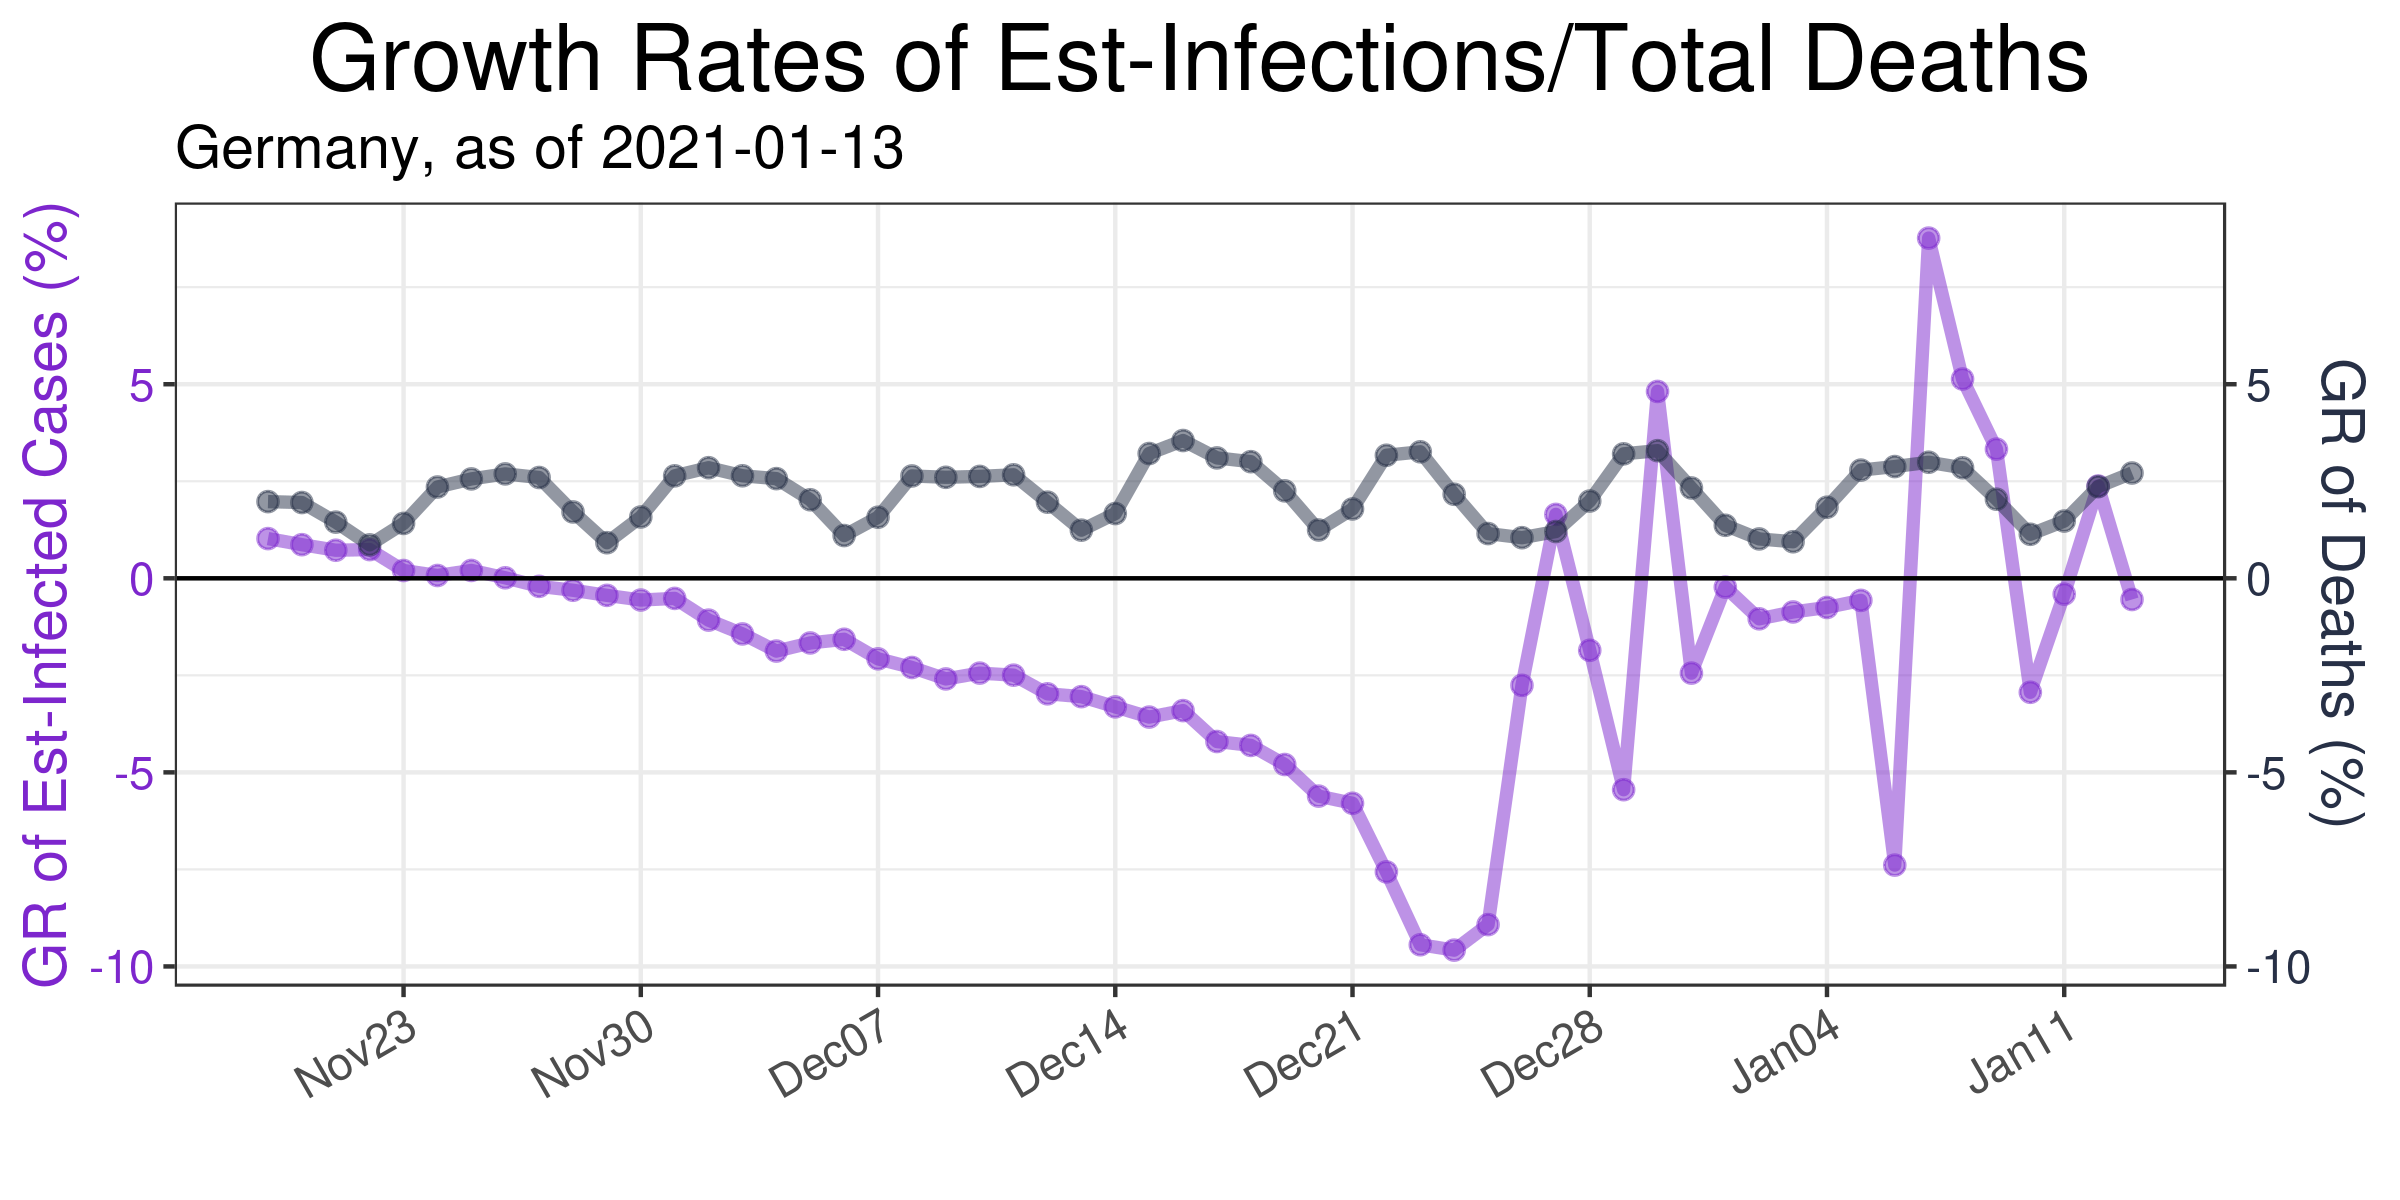 Growth Rates of Est-Infections/Total Deaths
Germany, as of 2021-01-13
GR of Est-Infected Cases (%)
5
0
-5
-10
5
0
-5
-10
GR of Deaths (%)
Nov23
Nov30
Dec07
Dec14
Dec21
Dec28
Jan04
Jan11